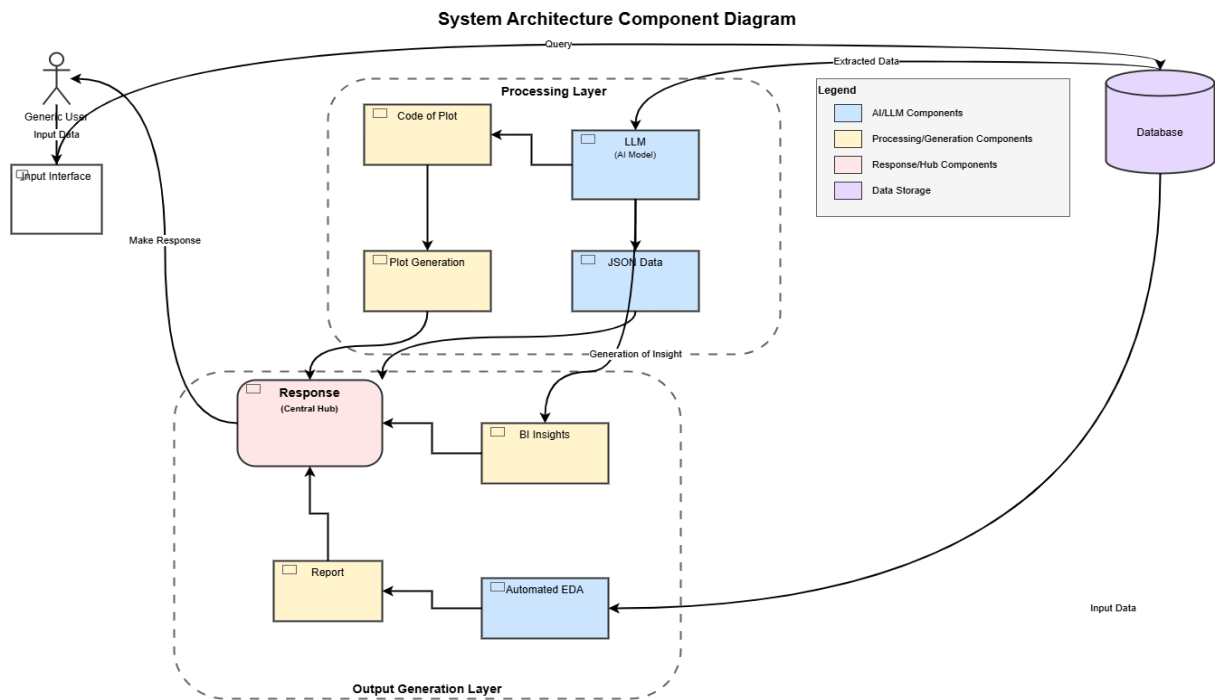 System Architecture Component Diagram
Query
Extracted Data
Generic User
Input Data
Input Interface
Make Response
Processing Layer
Code of Plot
LLM
(AI Model)
Plot Generation
JSON Data
Generation of Insight
Legend
AI/LLM Components
Processing/Generation Components
Response/Hub Components
Data Storage
Database
Response
(Central Hub)
BI Insights
Report
Automated EDA
Input Data
Output Generation Layer